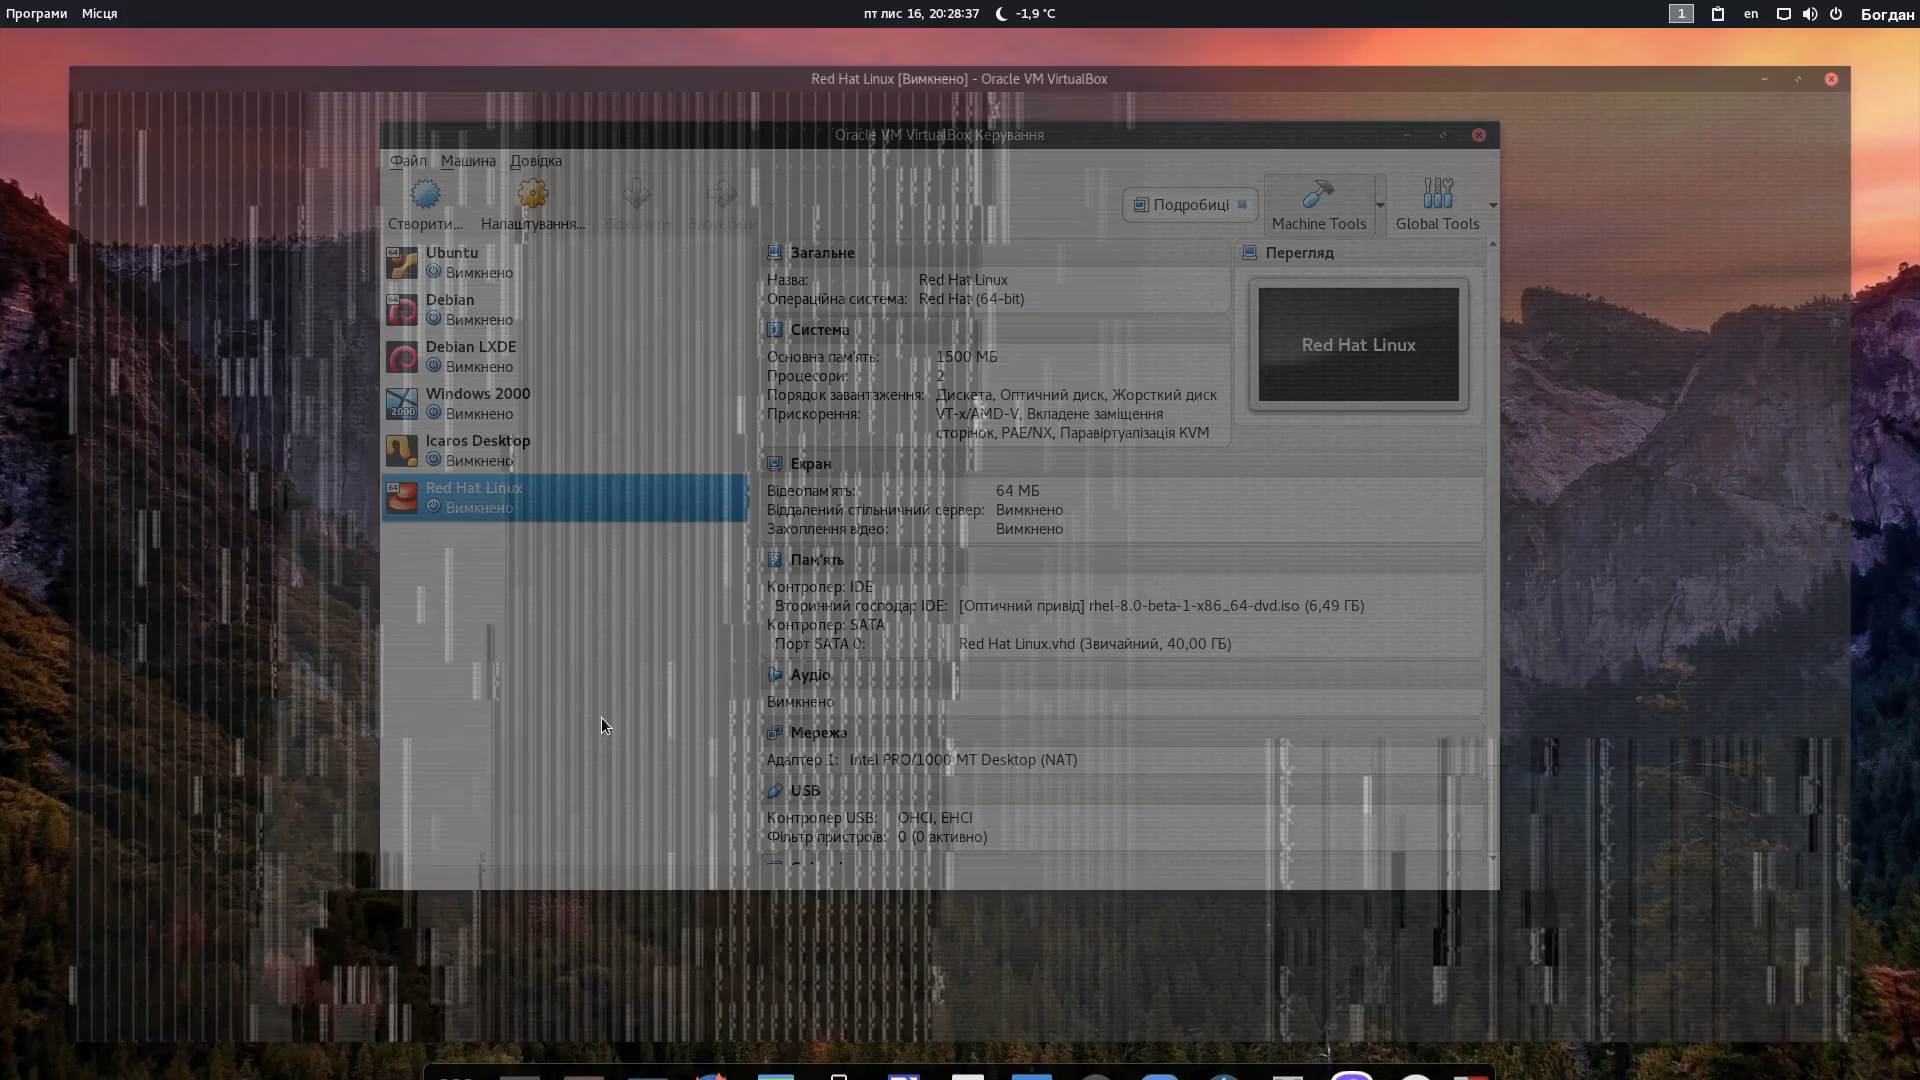 Програми Місця
пт лис 16, 20:28:37 -1,9 °C
1 en Богдан
Red Hat Linux [Вимкнено] - Oracle VM VirtualBox
Oracle VM VirtualBox Керування
Файл Машина Довідка
Створити... Налаштування...
Подробиці
Machine Tools
Global Tools
64 Ubuntu
Вимкнено
64 Debian
Вимкнено
Debian LXDE
Вимкнено
Windows 2000
2000 Вимкнено
Icaros Desktop
Вимкнено
64 Red Hat Linux
Вимкнено
Загальне
Назва: Red Hat Linux
Операційна система: Red Hat (64-bit)
Система
Основна пам'ять: 1500 МБ
Процесори: 2
Порядок завантаження: Дискета, Оптичний диск, Жорсткий диск
Прискорення: VT-x/AMD-V, Вкладене заміщення
сторінок, PAE/NX, Паравіртуалізація KVM
Перегляд
Red Hat Linux
Екран
Відеопам'ять: 64 МБ
Віддалений стільничний сервер: Вимкнено
Захоплення відео: Вимкнено
Пам'ять
Контролер: IDE
Вторинний господар IDE: [Оптичний привід] rhel-8.0-beta-1-x86_64-dvd.iso (6,49 ГБ)
Контролер: SATA
Порт SATA 0: Red Hat Linux.vhd (Звичайний, 40,00 ГБ)
Аудіо
Вимкнено
Мережа
Адаптер 1: Intel PRO/1000 MT Desktop (NAT)
USB
Контролер USB: OHCI, EHCI
Фільтр пристроїв: 0 (0 активно)